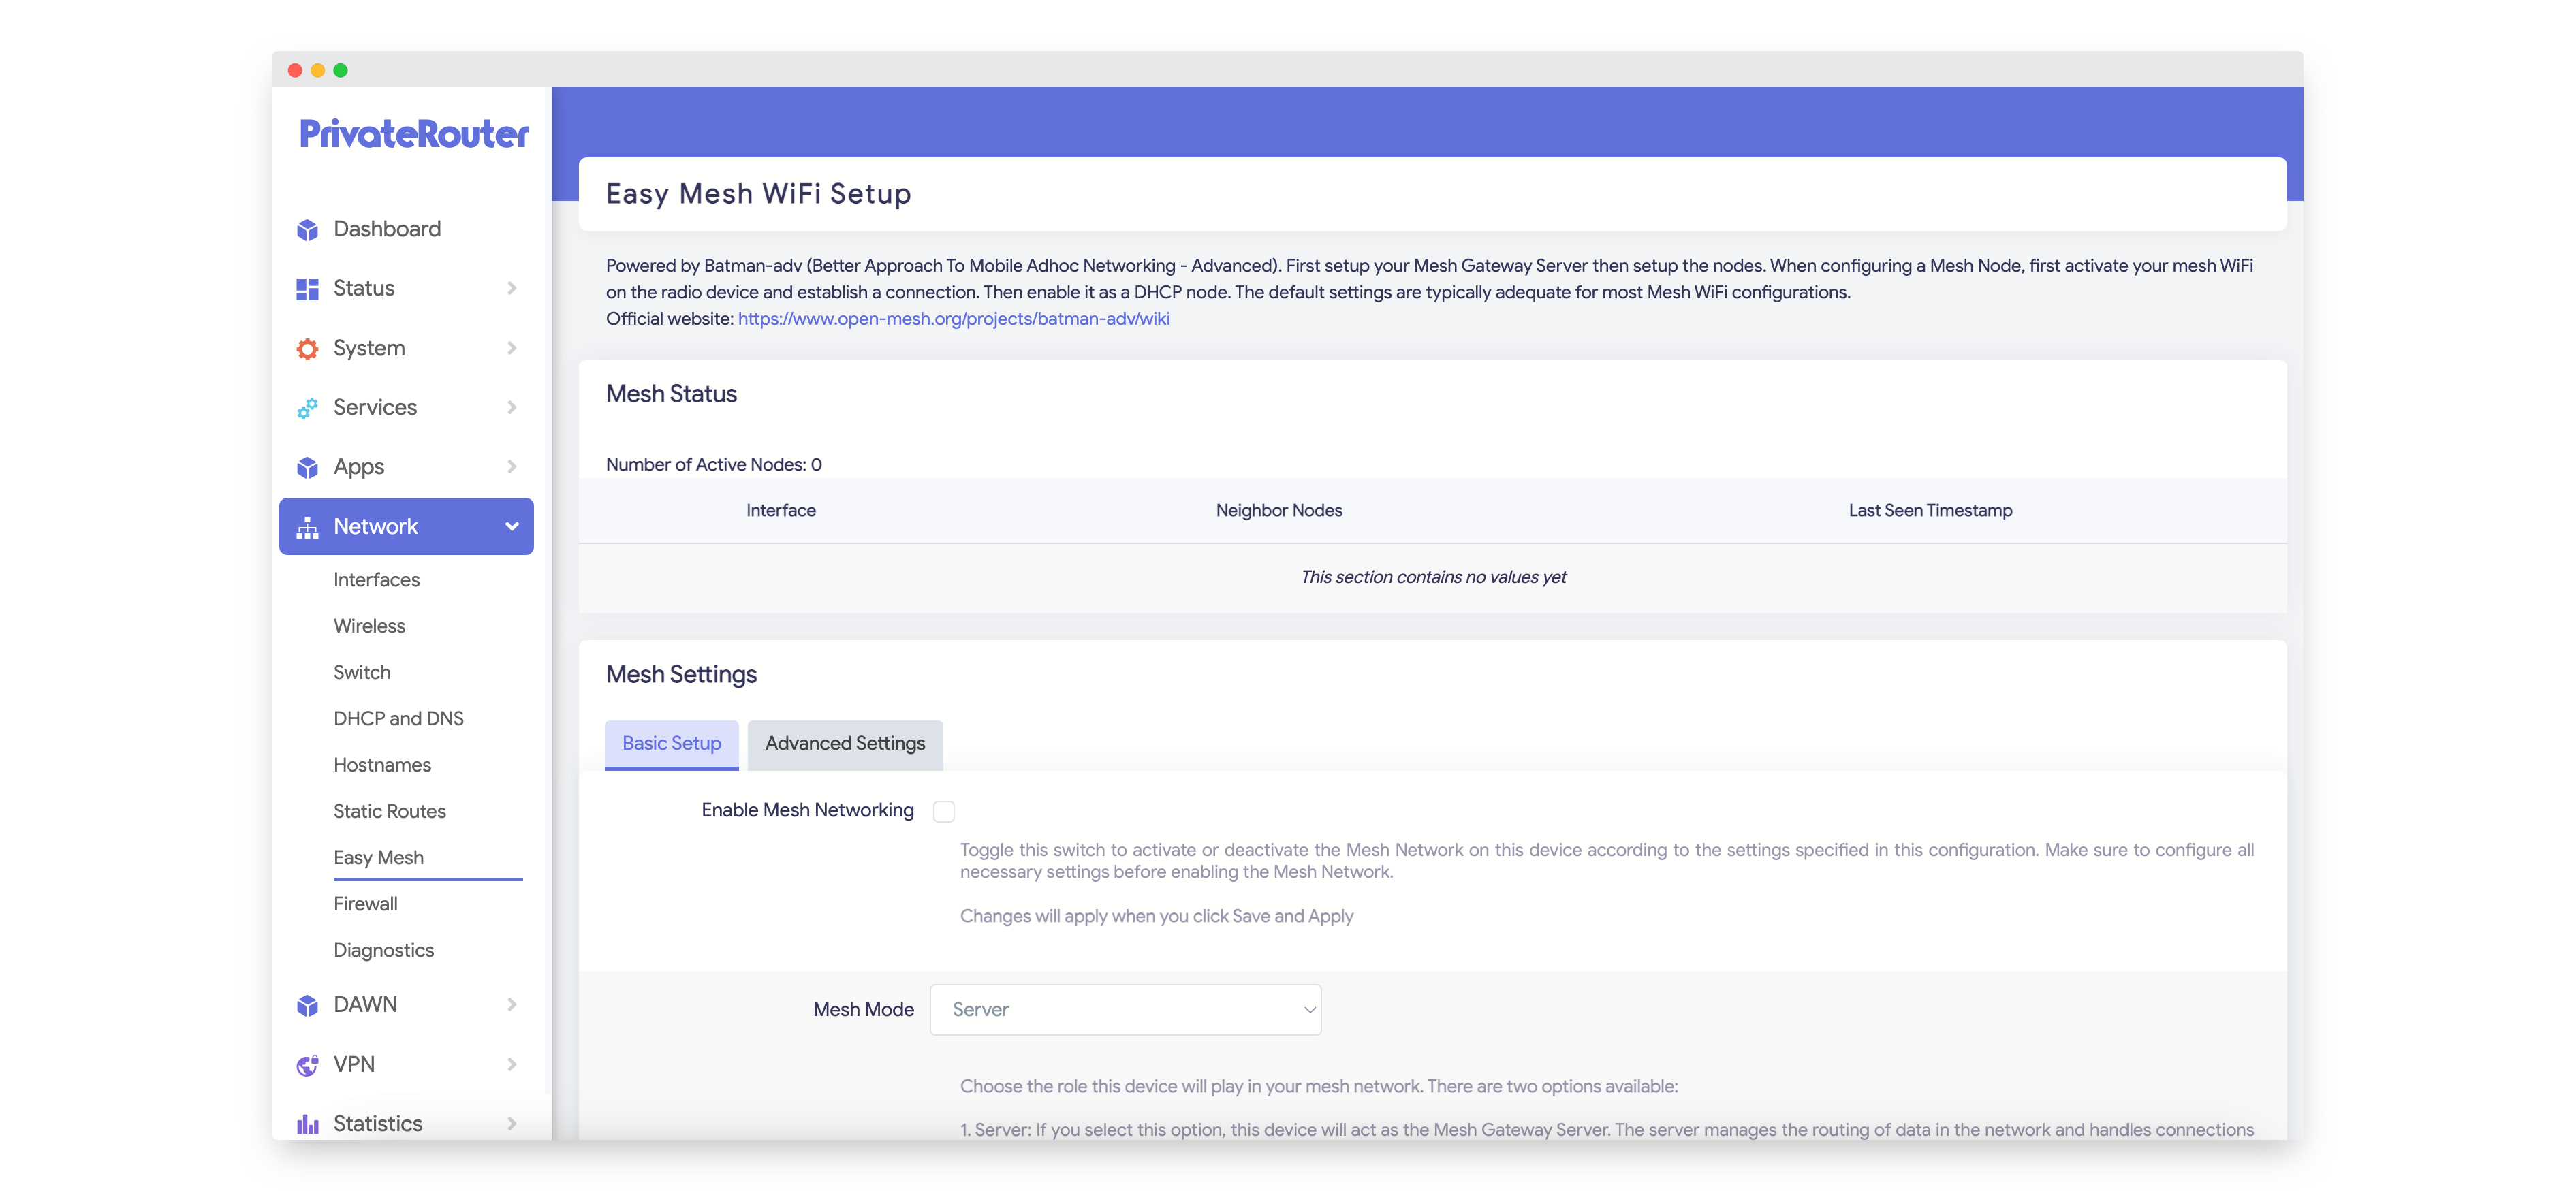 PrivateRouter
Dashboard
Status
System
Services
Apps
Network
Interfaces
Wireless
Switch
DHCP and DNS
Hostnames
Static Routes
Easy Mesh
Firewall
Diagnostics
DAWN
VPN
Statistics
Easy Mesh WiFi Setup
Powered by Batman-adv (Better Approach To Mobile Adhoc Networking - Advanced). First setup your Mesh Gateway Server then setup the nodes. When configuring a Mesh Node, first activate your mesh WiFi
on the radio device and establish a connection. Then enable it as a DHCP node. The default settings are typically adequate for most Mesh WiFi configurations.
Official website: https://www.open-mesh.org/projects/batman-adv/wiki
Mesh Status
Number of Active Nodes: 0
Interface Neighbor Nodes Last Seen Timestamp
This section contains no values yet
Mesh Settings
Basic Setup Advanced Settings
Enable Mesh Networking
Toggle this switch to activate or deactivate the Mesh Network on this device according to the settings specified in this configuration. Make sure to configure all
necessary settings before enabling the Mesh Network.
Changes will apply when you click Save and Apply
Mesh Mode Server
Choose the role this device will play in your mesh network. There are two options available:
1. Server: If you select this option, this device will act as the Mesh Gateway Server. The server manages the routing of data in the network and handles connections